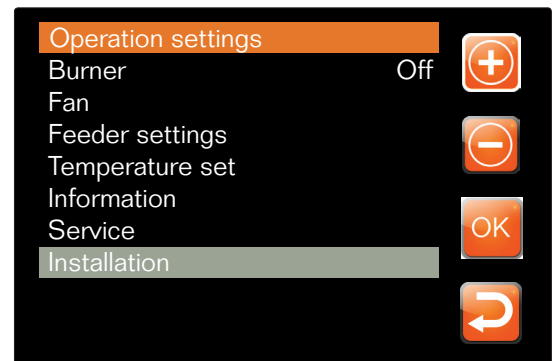 Operation settings
Burner Off
Fan
Feeder settings
Temperature set
Information
Service
OK
Installation